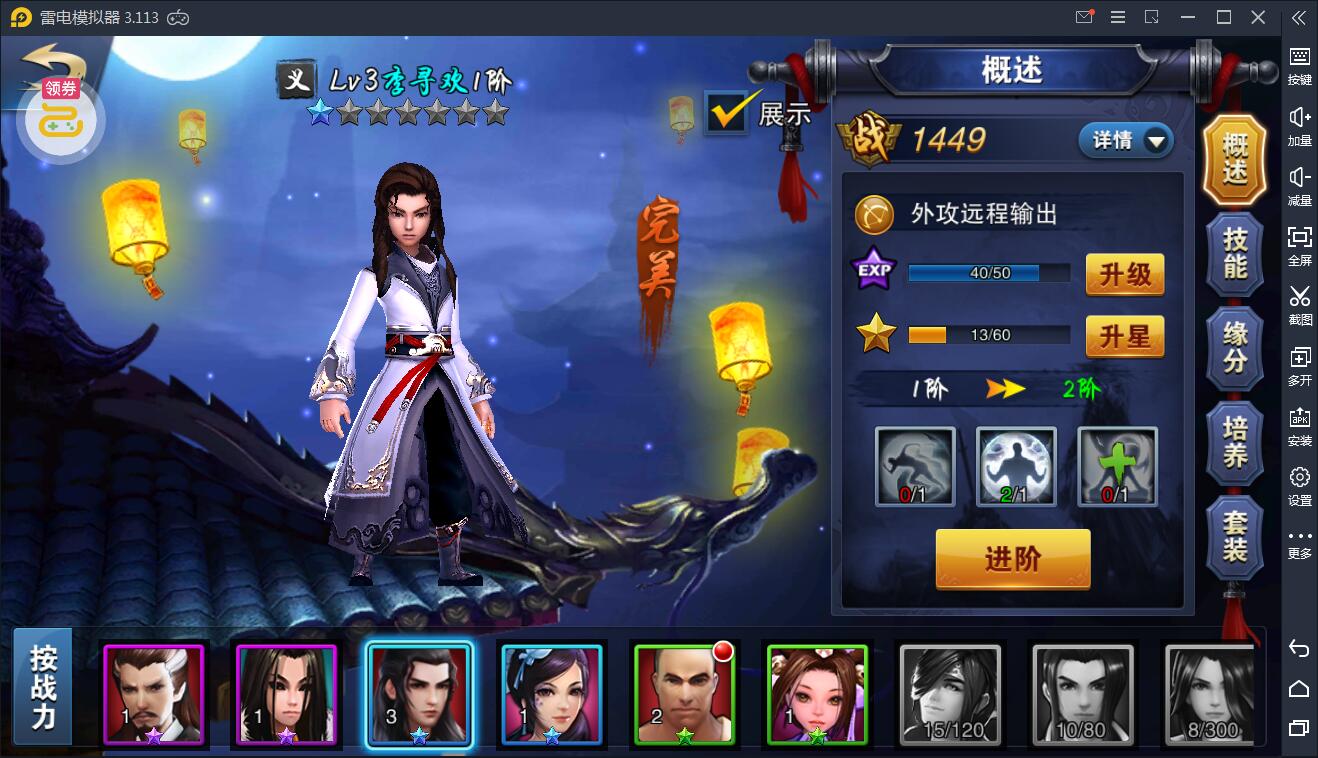 雷电模拟器 3.113
领券
义 Lv3李寻欢1阶
展示
完美
概述
战 1449 详情
外攻远程输出
EXP 40/50 升级
13/60 升星
1阶 2阶
0/1 2/1 0/1
进阶
概述
技能
缘分
培养
套装
按战力
1
1
3
1
2
1
15/120
10/80
8/300
按键
加量
减量
全屏
截图
多开
APK
安装
设置
更多